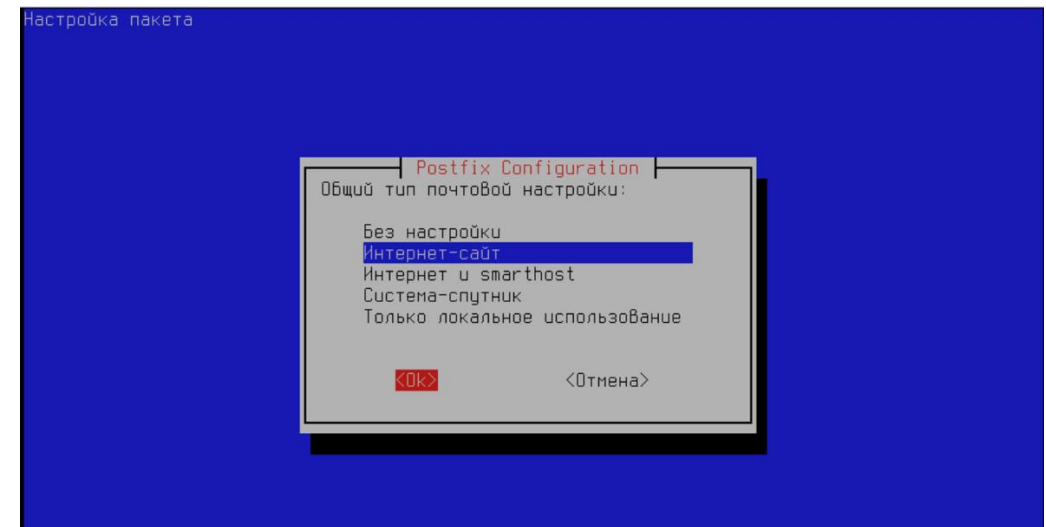 Настройка пакета
Postfix Configuration
Общий тип почтовой настройки:
Без настройки
Интернет-сайт
Интернет и smarthost
Система-спутник
Только локальное использование
<Ok> <Отмена>